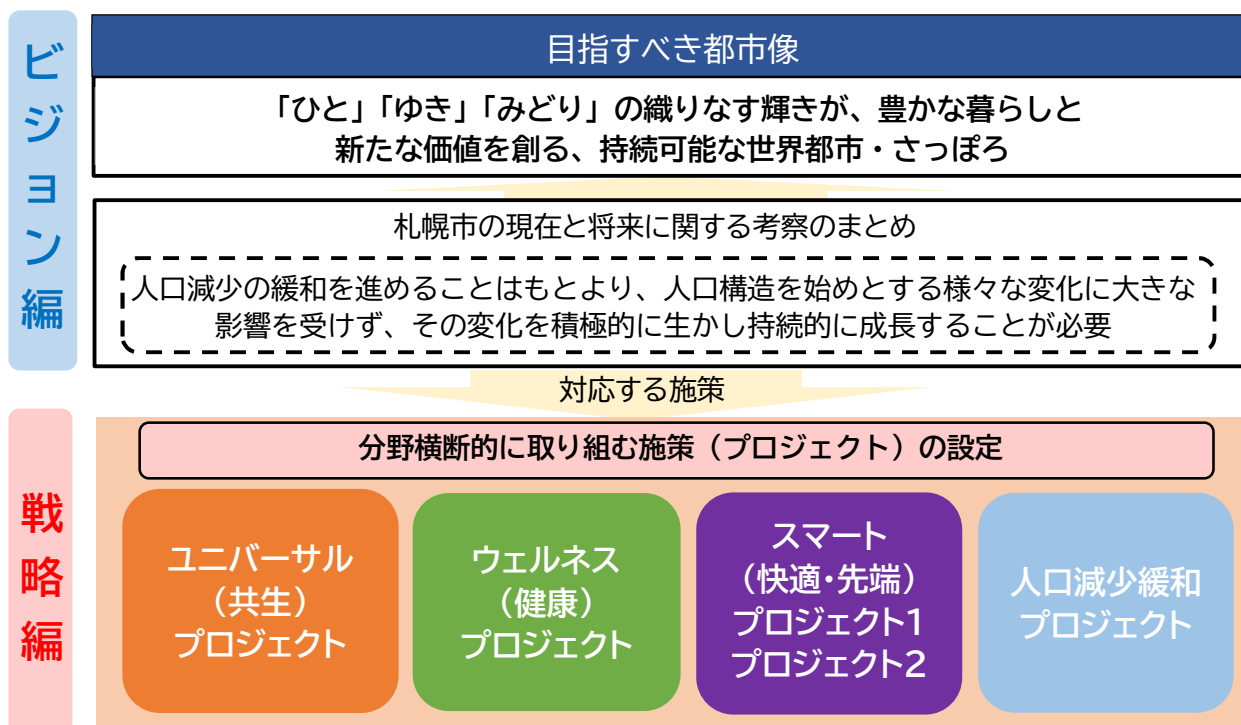 ビジョン編
目指すべき都市像
「ひと」「ゆき」「みどり」の織りなす輝きが、豊かな暮らしと
新たな価値を創る、持続可能な世界都市・さっぽろ
札幌市の現在と将来に関する考察のまとめ
人口減少の緩和を進めることはもとより、人口構造を始めとする様々な変化に大きな
影響を受けず、その変化を積極的に生かし持続的に成長することが必要
対応する施策
戦略編
分野横断的に取り組む施策（プロジェクト）の設定
ユニバーサル
（共生）
プロジェクト
ウェルネス
（健康）
プロジェクト
スマート
（快適・先端）
プロジェクト1
プロジェクト2
人口減少緩和
プロジェクト